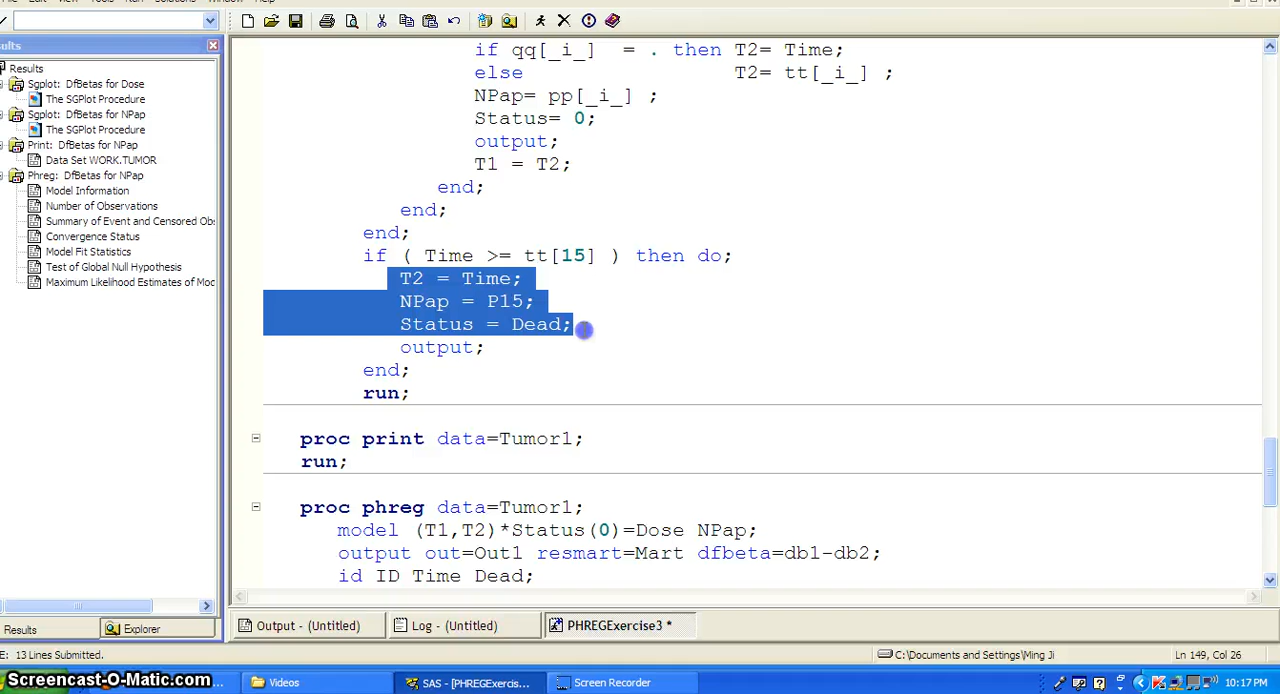 Results
Results
Sgplot: DfBetas for Dose
The SGPlot Procedure
Sgplot: DfBetas for NPap
The SGPlot Procedure
Print: DfBetas for NPap
Data Set WORK.TUMOR
Phreg: DfBetas for NPap
Model Information
Number of Observations
Summary of Event and Censored Ob
Convergence Status
Model Fit Statistics
Test of Global Null Hypothesis
Maximum Likelihood Estimates of Moc
Results
Explorer
if qq[_i_] = . then T2= Time;
else T2= tt[_i_] ;
NPap= pp[_i_] ;
Status= 0;
output;
T1 = T2;
end;
end;
end;
if ( Time >= tt[15] ) then do;
T2 = Time;
NPap = P15;
Status = Dead;
output;
end;
run;
proc print data=Tumor1;
run;
proc phreg data=Tumor1;
model (T1,T2)*Status(0)=Dose NPap;
output out=Out1 resmart=Mart dfbeta=db1-db2;
id ID Time Dead;
Output - (Untitled)
Log - (Untitled)
PHREGExercise3 *
E: 13 Lines Submitted.
C:\Documents and Settings\Ming Ji
Ln 149, Col 26
Screencast-O-Matic.com
Videos
SAS - [PHREGExercis...
Screen Recorder
10:17 PM